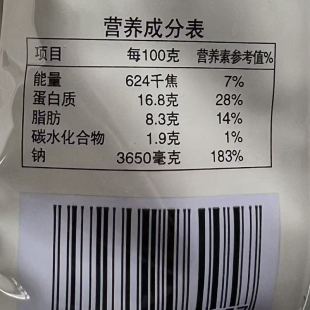 营养成分表
项目 每100克 营养素参考值%
能量 624千焦 7%
蛋白质 16.8克 28%
脂肪 8.3克 14%
碳水化合物 1.9克 1%
钠 3650毫克 183%